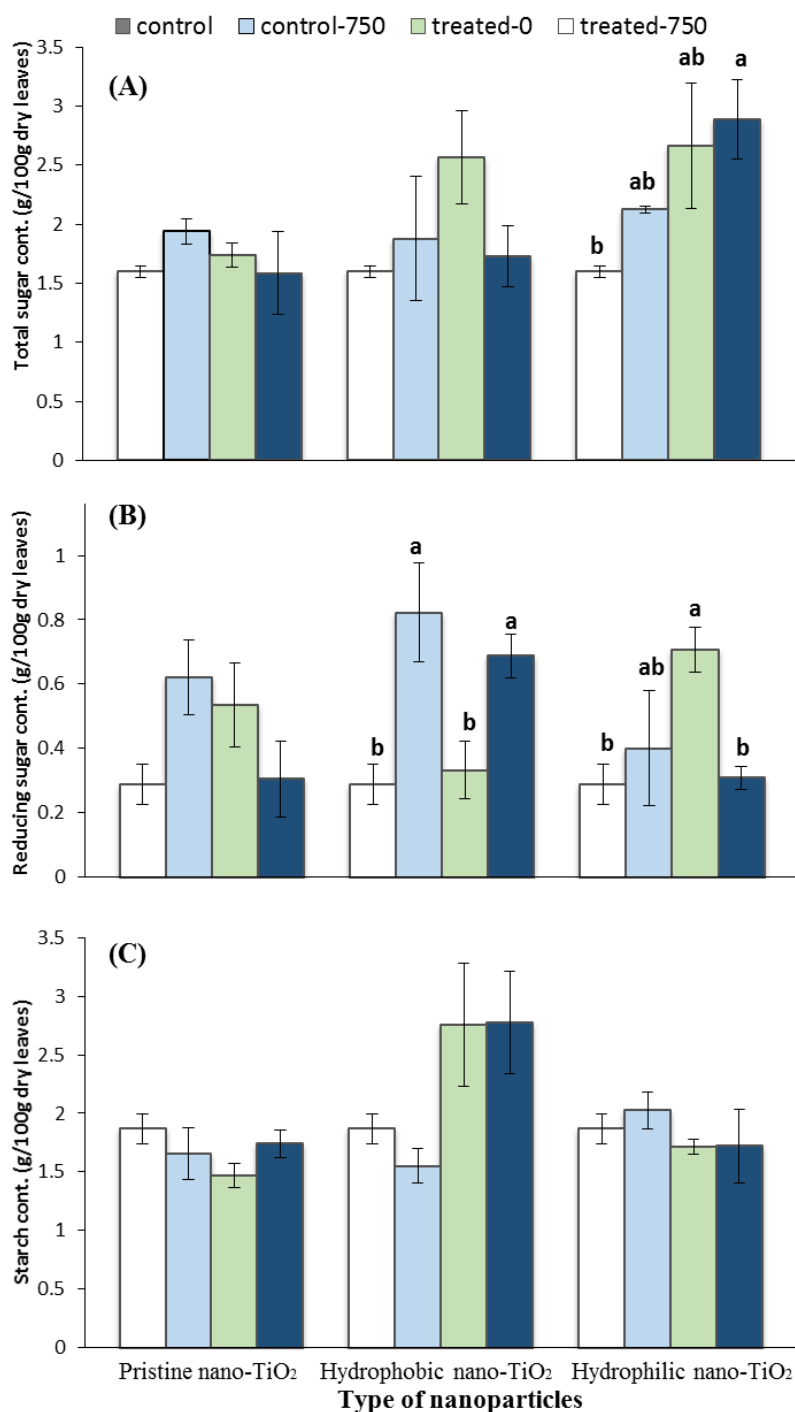 control control-750 treated-0 treated-750
(A)
Total sugar cont. (g/100g dry leaves)
3.5
3
2.5
2
1.5
1
0.5
0
b ab ab a
(B)
Reducing sugar cont. (g/100g dry leaves)
1
0.8
0.6
0.4
0.2
0
b a b a b ab a b
(C)
Starch cont. (g/100g dry leaves)
3.5
3
2.5
2
1.5
1
0.5
0
Pristine nano-TiO₂ Hydrophobic nano-TiO₂ Hydrophilic nano-TiO₂
Type of nanoparticles